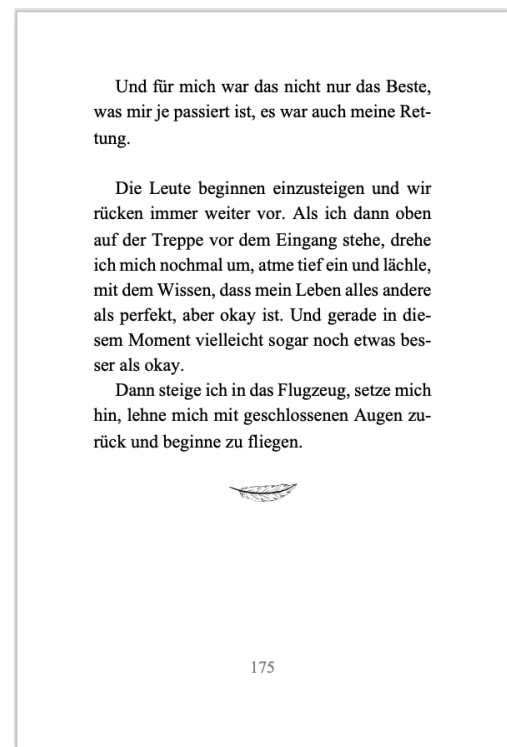 Und für mich war das nicht nur das Beste,
was mir je passiert ist, es war auch meine Ret-
tung.
Die Leute beginnen einzusteigen und wir
rücken immer weiter vor. Als ich dann oben
auf der Treppe vor dem Eingang stehe, drehe
ich mich nochmal um, atme tief ein und lächle,
mit dem Wissen, dass mein Leben alles andere
als perfekt, aber okay ist. Und gerade in die-
sem Moment vielleicht sogar noch etwas bes-
ser als okay.
Dann steige ich in das Flugzeug, setze mich
hin, lehne mich mit geschlossenen Augen zu-
rück und beginne zu fliegen.
175